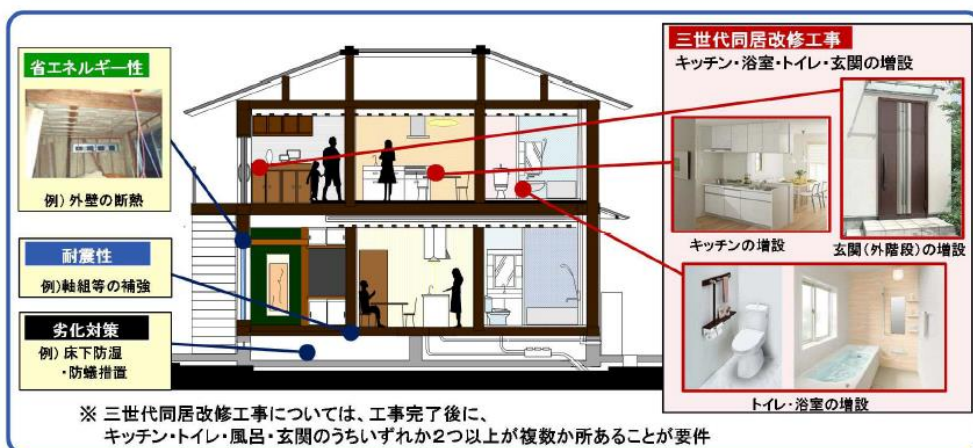 省エネルギー性
例) 外壁の断熱
耐震性
例)軸組等の補強
劣化対策
例) 床下防湿
・防蟻措置
三世代同居改修工事
キッチン・浴室・トイレ・玄関の増設
キッチンの増設
玄関(外階段)の増設
トイレ・浴室の増設
※ 三世代同居改修工事については、工事完了後に、
キッチン・トイレ・風呂・玄関のうちいずれか2つ以上が複数か所あることが要件